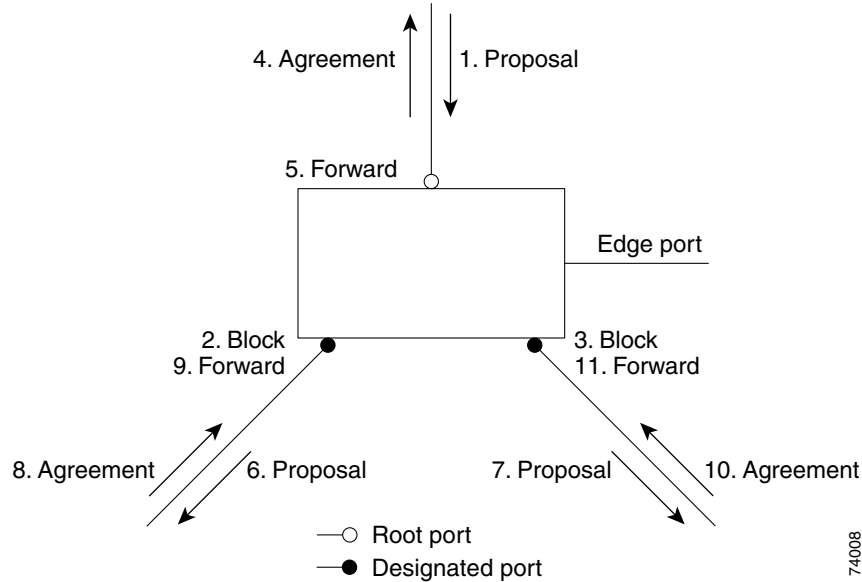 4. Agreement
1. Proposal
5. Forward
Edge port
2. Block
9. Forward
3. Block
11. Forward
8. Agreement
6. Proposal
7. Proposal
10. Agreement
Root port
Designated port
74008